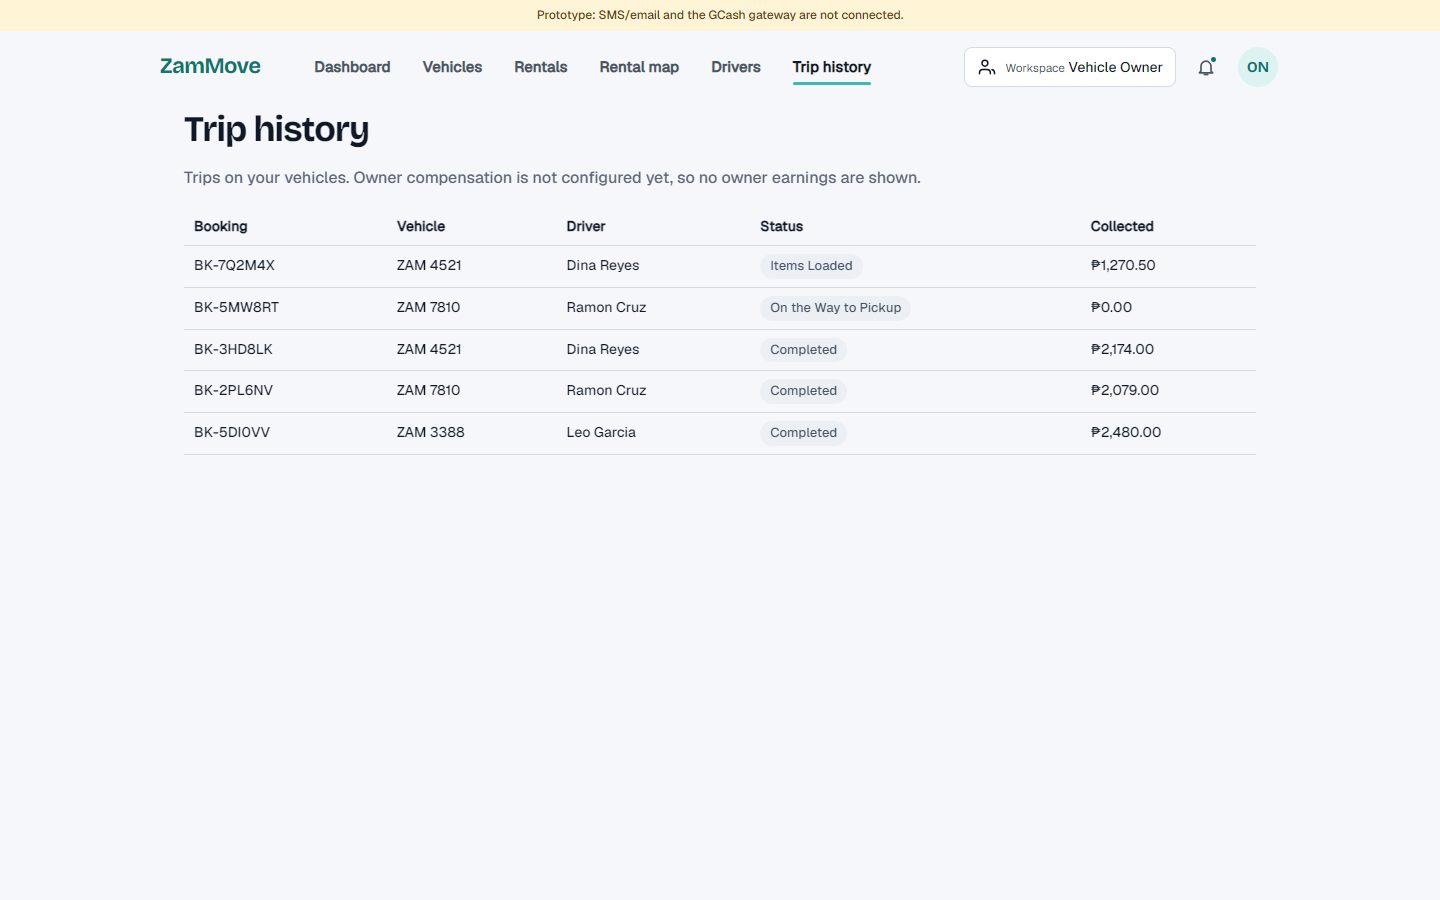 Prototype: SMS/email and the GCash gateway are not connected.
ZamMove Dashboard Vehicles Rentals Rental map Drivers Trip history Workspace Vehicle Owner ON
Trip history
Trips on your vehicles. Owner compensation is not configured yet, so no owner earnings are shown.
Booking Vehicle Driver Status Collected
BK-7Q2M4X ZAM 4521 Dina Reyes Items Loaded ₱1,270.50
BK-5MW8RT ZAM 7810 Ramon Cruz On the Way to Pickup ₱0.00
BK-3HD8LK ZAM 4521 Dina Reyes Completed ₱2,174.00
BK-2PL6NV ZAM 7810 Ramon Cruz Completed ₱2,079.00
BK-5DI0VV ZAM 3388 Leo Garcia Completed ₱2,480.00